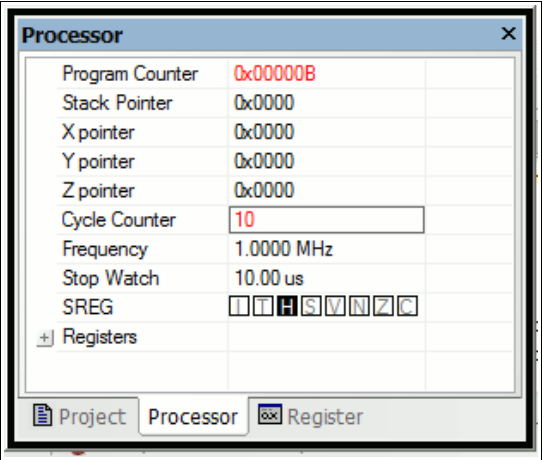 Processor
Program Counter 0x00000B
Stack Pointer 0x0000
X pointer 0x0000
Y pointer 0x0000
Z pointer 0x0000
Cycle Counter 10
Frequency 1.0000 MHz
Stop Watch 10.00 us
SREG I T H S V N Z C
Registers
Project Processor Register